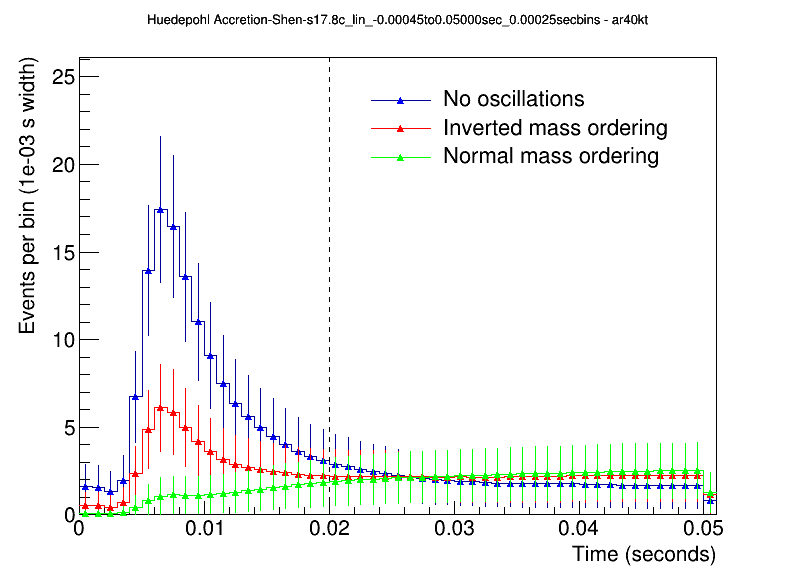 Huedepohl Accretion-Shen-s17.8c_lin_-0.00045to0.05000sec_0.00025secbins - ar40kt
Events per bin (1e-03 s width)
25
20
15
10
5
0
No oscillations
Inverted mass ordering
Normal mass ordering
0 0.01 0.02 0.03 0.04 0.05
Time (seconds)